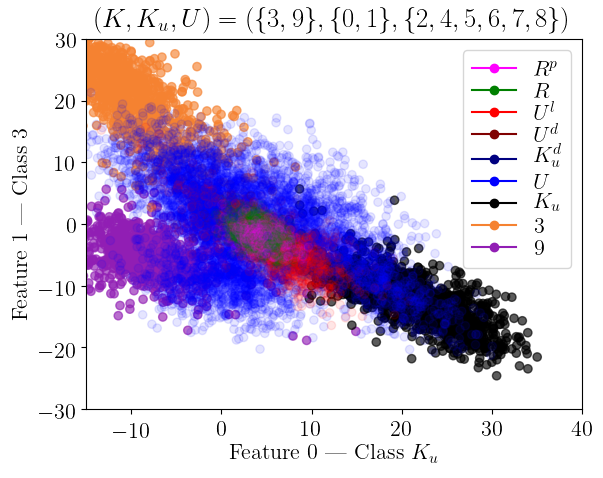 (K, K_u, U) = ({3, 9}, {0, 1}, {2, 4, 5, 6, 7, 8})
R^p
R
U^l
U^d
K_u^d
U
K_u
3
9
30
20
10
0
−10
−20
−30
Feature 1 — Class 3
−10
0
10
20
30
40
Feature 0 — Class K_u